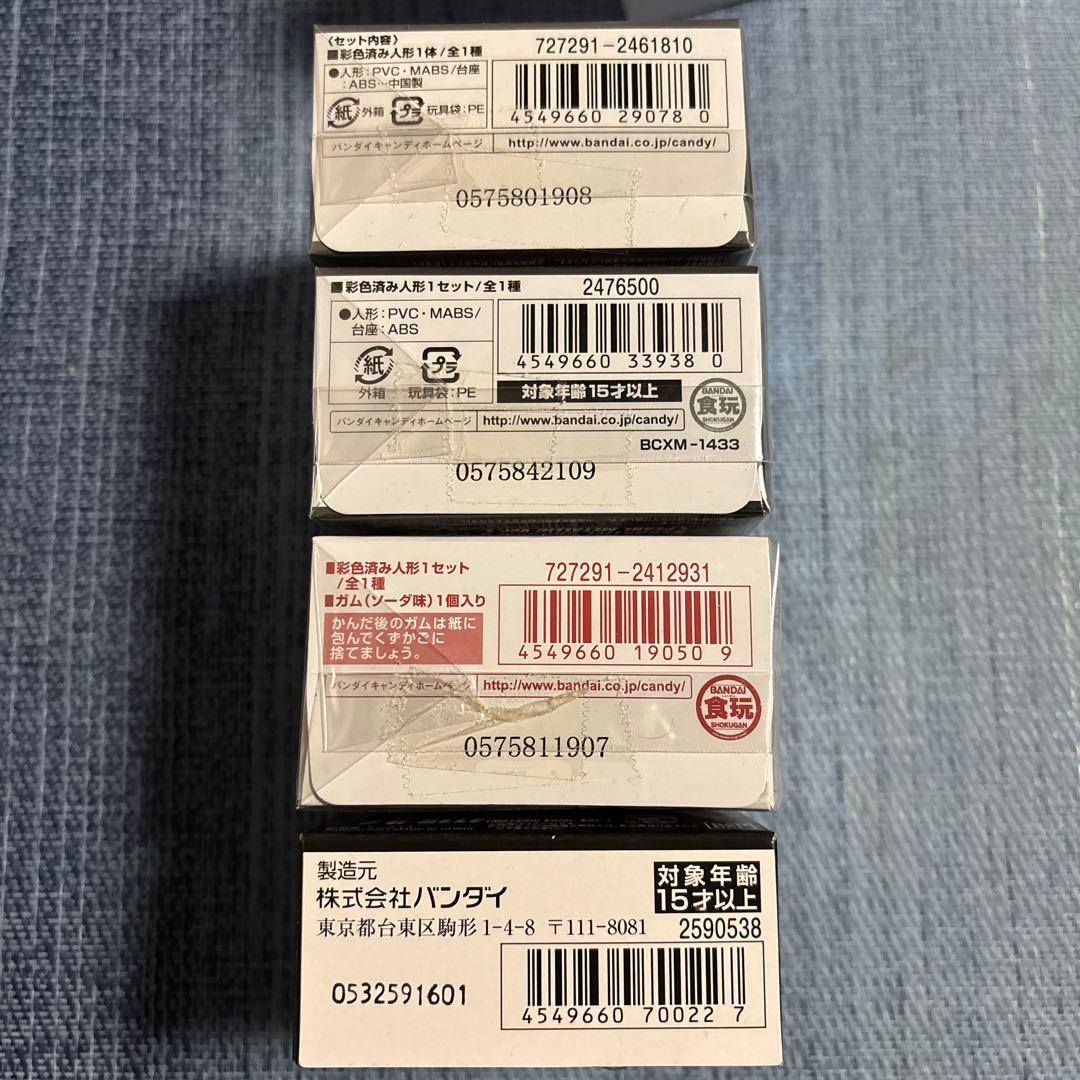 〈セット内容〉
■彩色済み人形1体/全1種
727291-2461810
●人形:PVC・MABS/台座
:ABS…中国製
紙 外箱 プラ 玩具袋:PE
4549660 29078 0
バンダイキャンディホームページ http://www.bandai.co.jp/candy/
0575801908
■彩色済み人形1セット/全1種
2476500
●人形:PVC・MABS/
台座:ABS
紙 プラ
外箱 玩具袋:PE
4549660 33938 0
対象年齢15才以上
BANDAI
食玩
SHOKUGAN
バンダイキャンディホームページ http://www.bandai.co.jp/candy/
BCXM-1433
0575842109
■彩色済み人形1セット
/全1種
■ガム(ソーダ味)1個入り
727291-2412931
かんだ後のガムは紙に
包んでくずかごに
捨てましょう。
4549660 19050 9
バンダイキャンディホームページ http://www.bandai.co.jp/candy/
BANDAI
食玩
SHOKUGAN
0575811907
製造元
株式会社バンダイ
対象年齢
15才以上
東京都台東区駒形1-4-8 〒111-8081
2590538
0532591601
4549660 70022 7